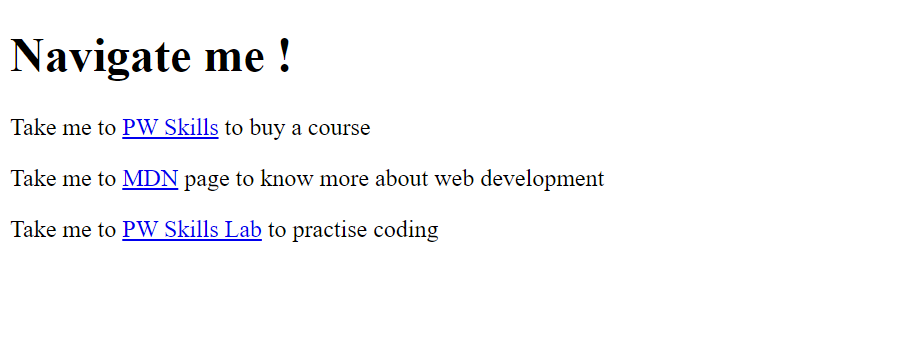 Navigate me !
Take me to PW Skills to buy a course
Take me to MDN page to know more about web development
Take me to PW Skills Lab to practise coding